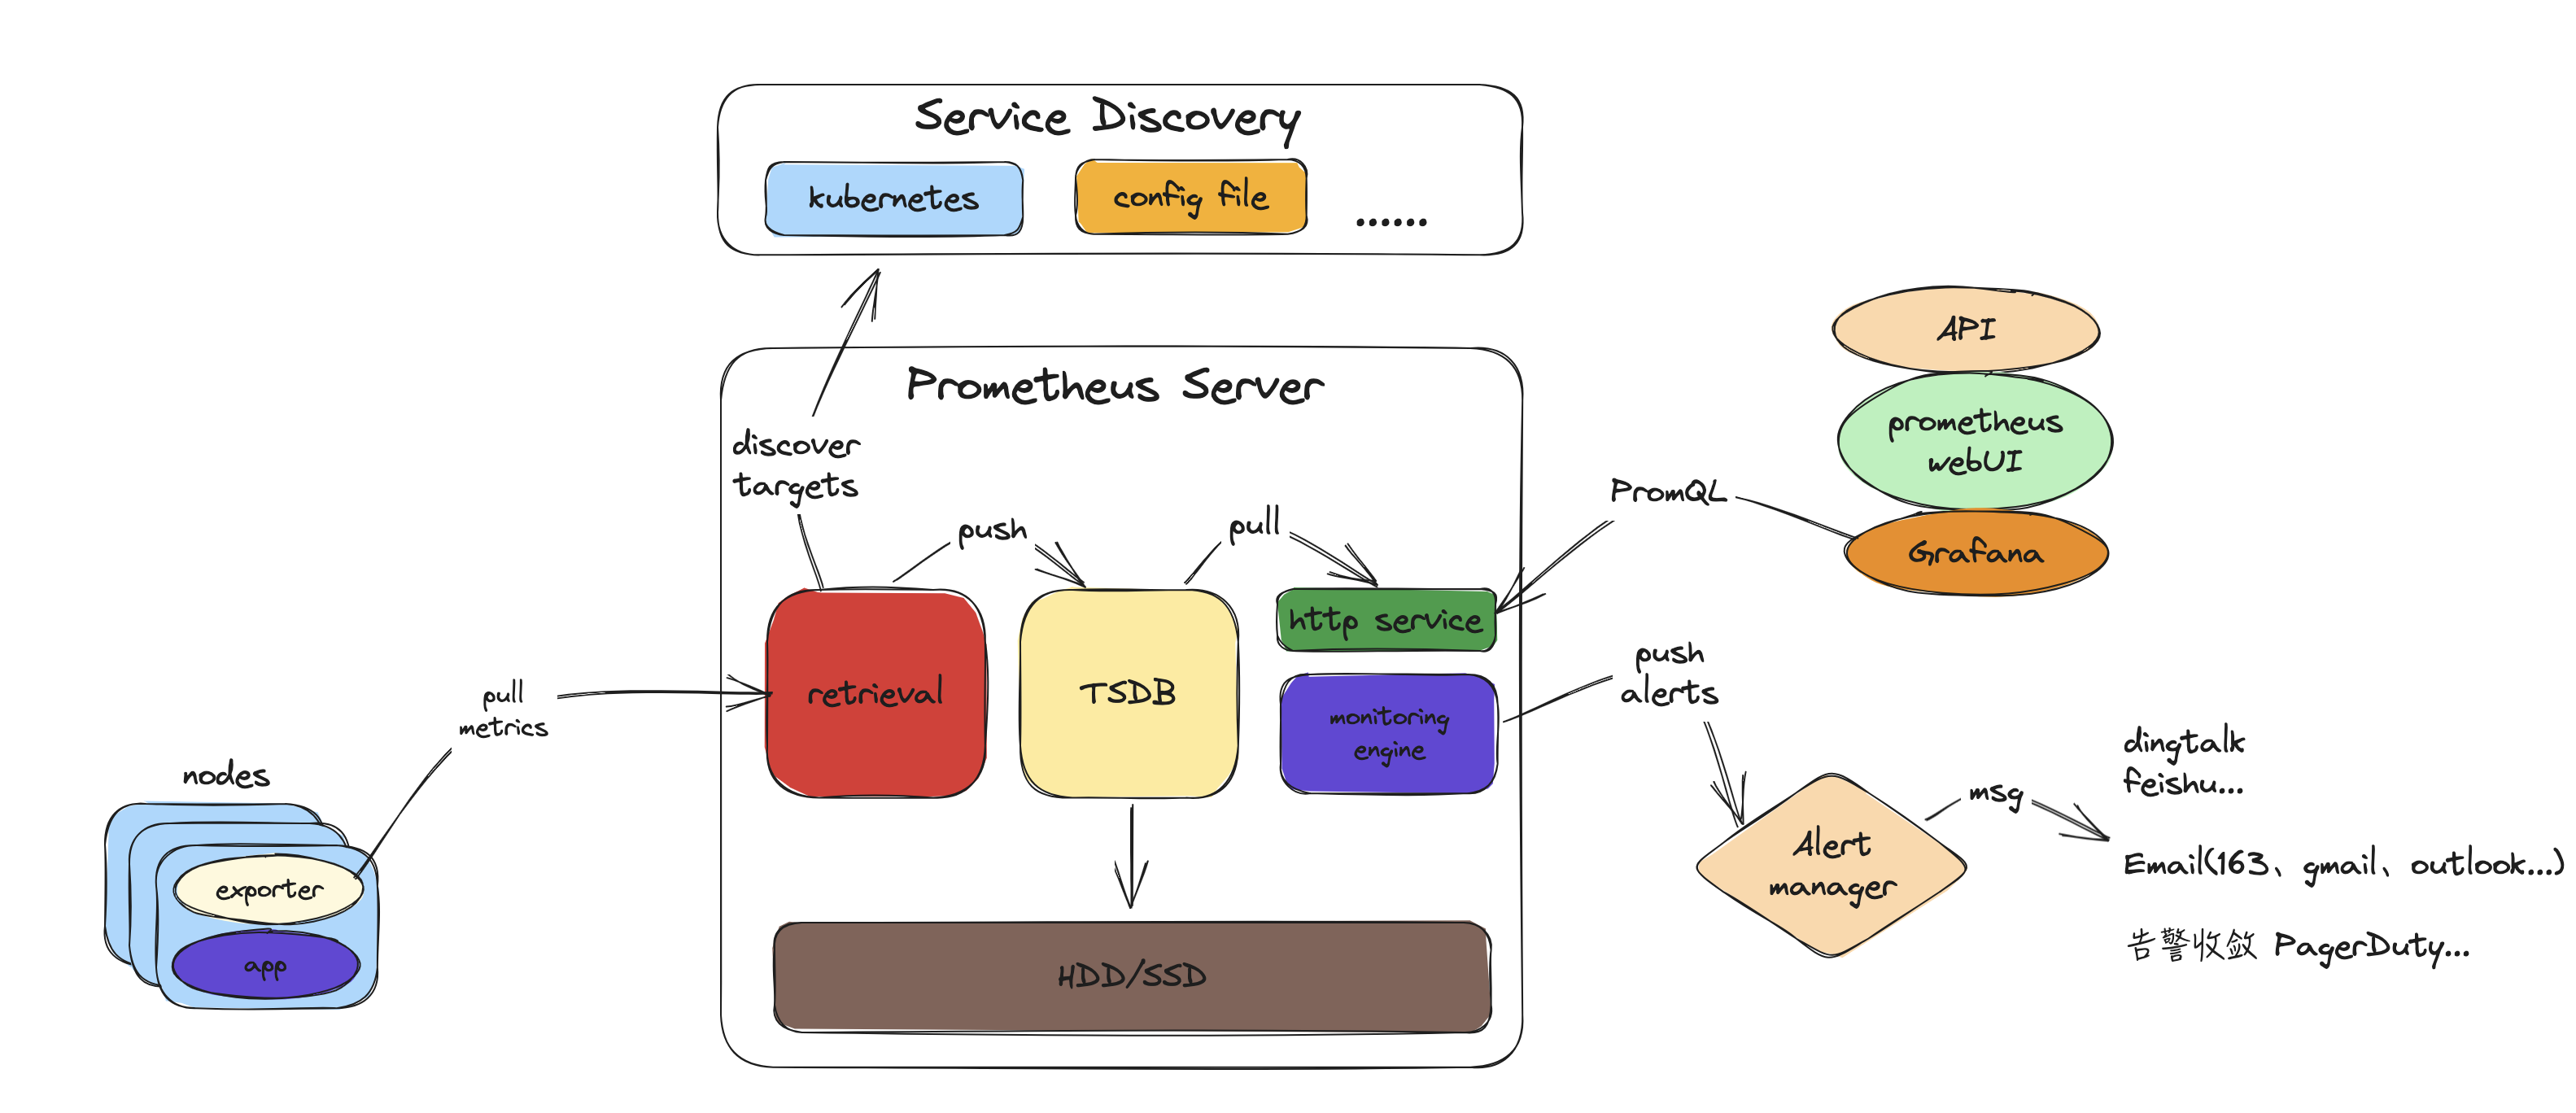 Service Discovery
kubernetes
config file
......
Prometheus Server
discover
targets
push
pull
PromQL
API
prometheus
webUI
Grafana
http service
retrieval
TSDB
monitoring
engine
push
alerts
pull
metrics
nodes
exporter
app
HDD/SSD
Alert
manager
msg
dingtalk
feishu...
Email(163、gmail、outlook...)
告警收敛 PagerDuty...